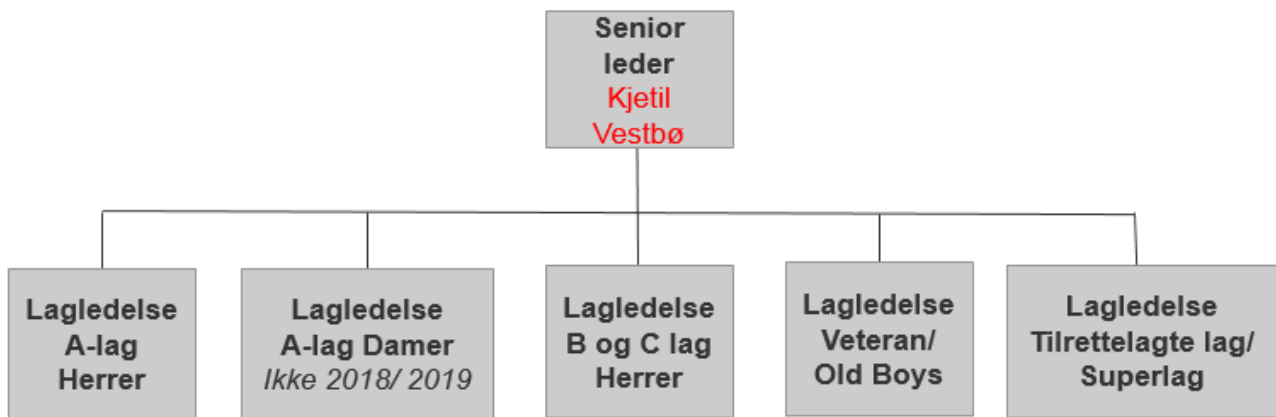 Senior
leder
Kjetil
Vestbø
Lagledelse
A-lag
Herrer
Lagledelse
A-lag Damer
Ikke 2018/ 2019
Lagledelse
B og C lag
Herrer
Lagledelse
Veteran/
Old Boys
Lagledelse
Tilrettelagte lag/
Superlag